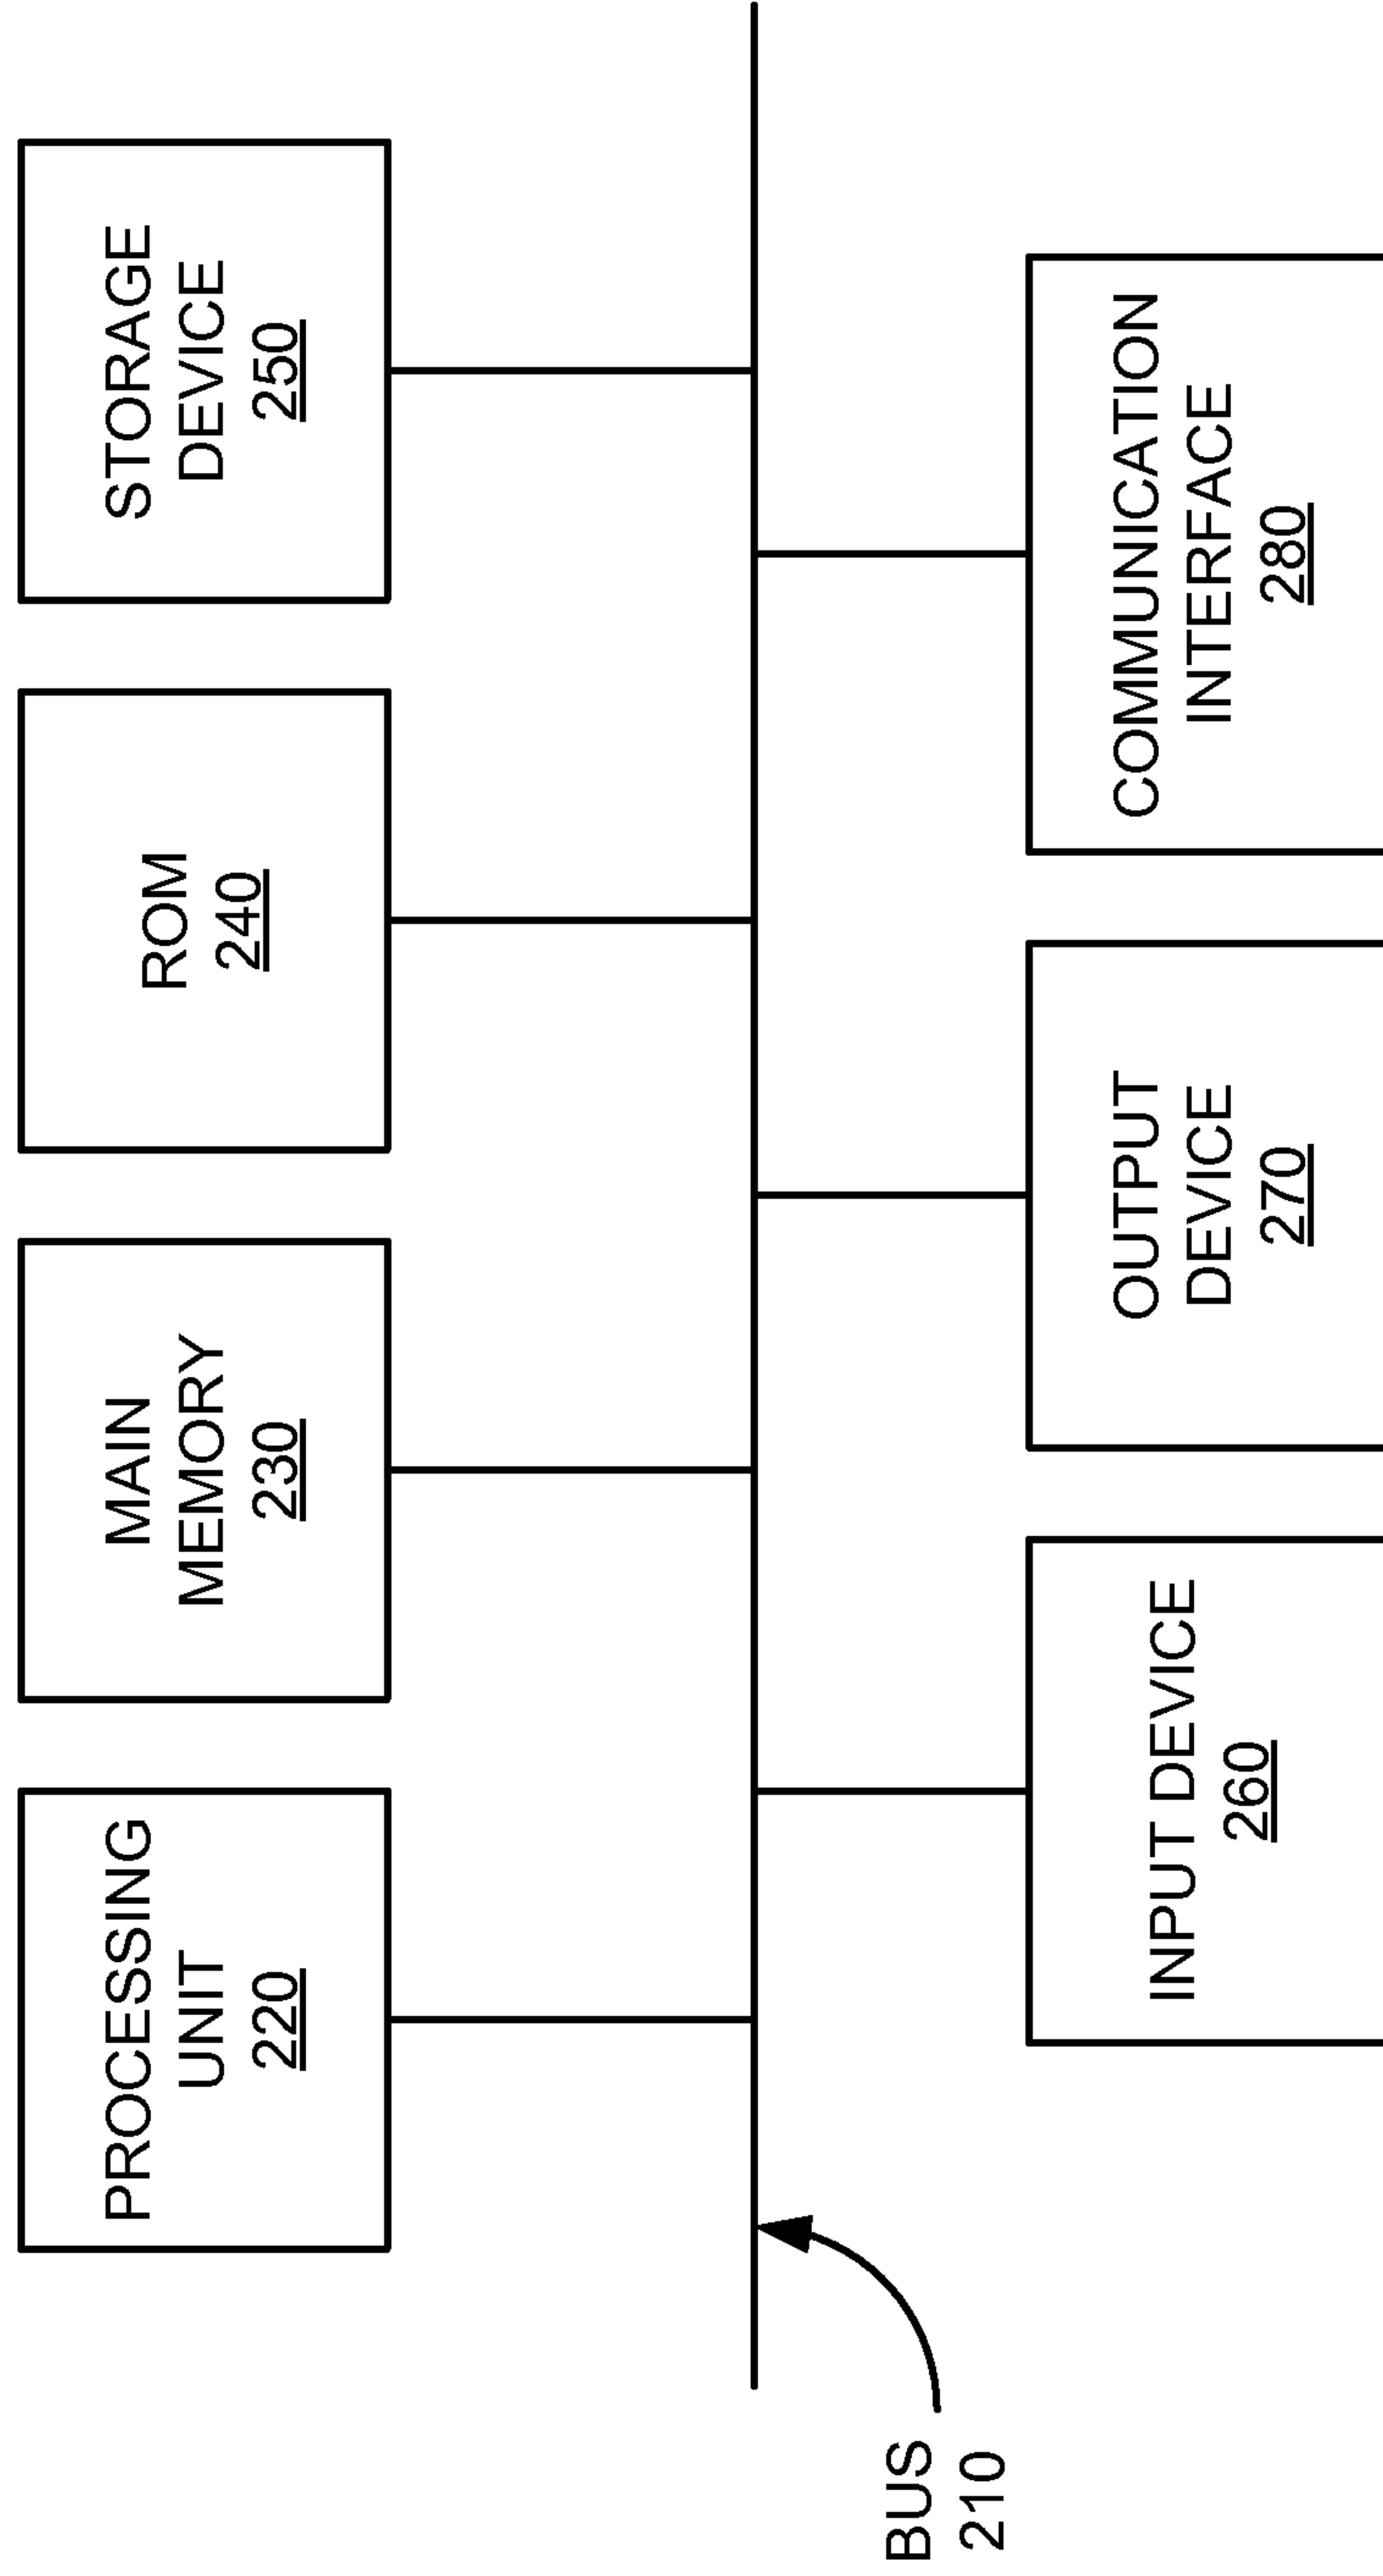 PROCESSING
UNIT
220
MAIN
MEMORY
230
ROM
240
STORAGE
DEVICE
250
BUS
210
INPUT DEVICE
260
OUTPUT
DEVICE
270
COMMUNICATION
INTERFACE
280